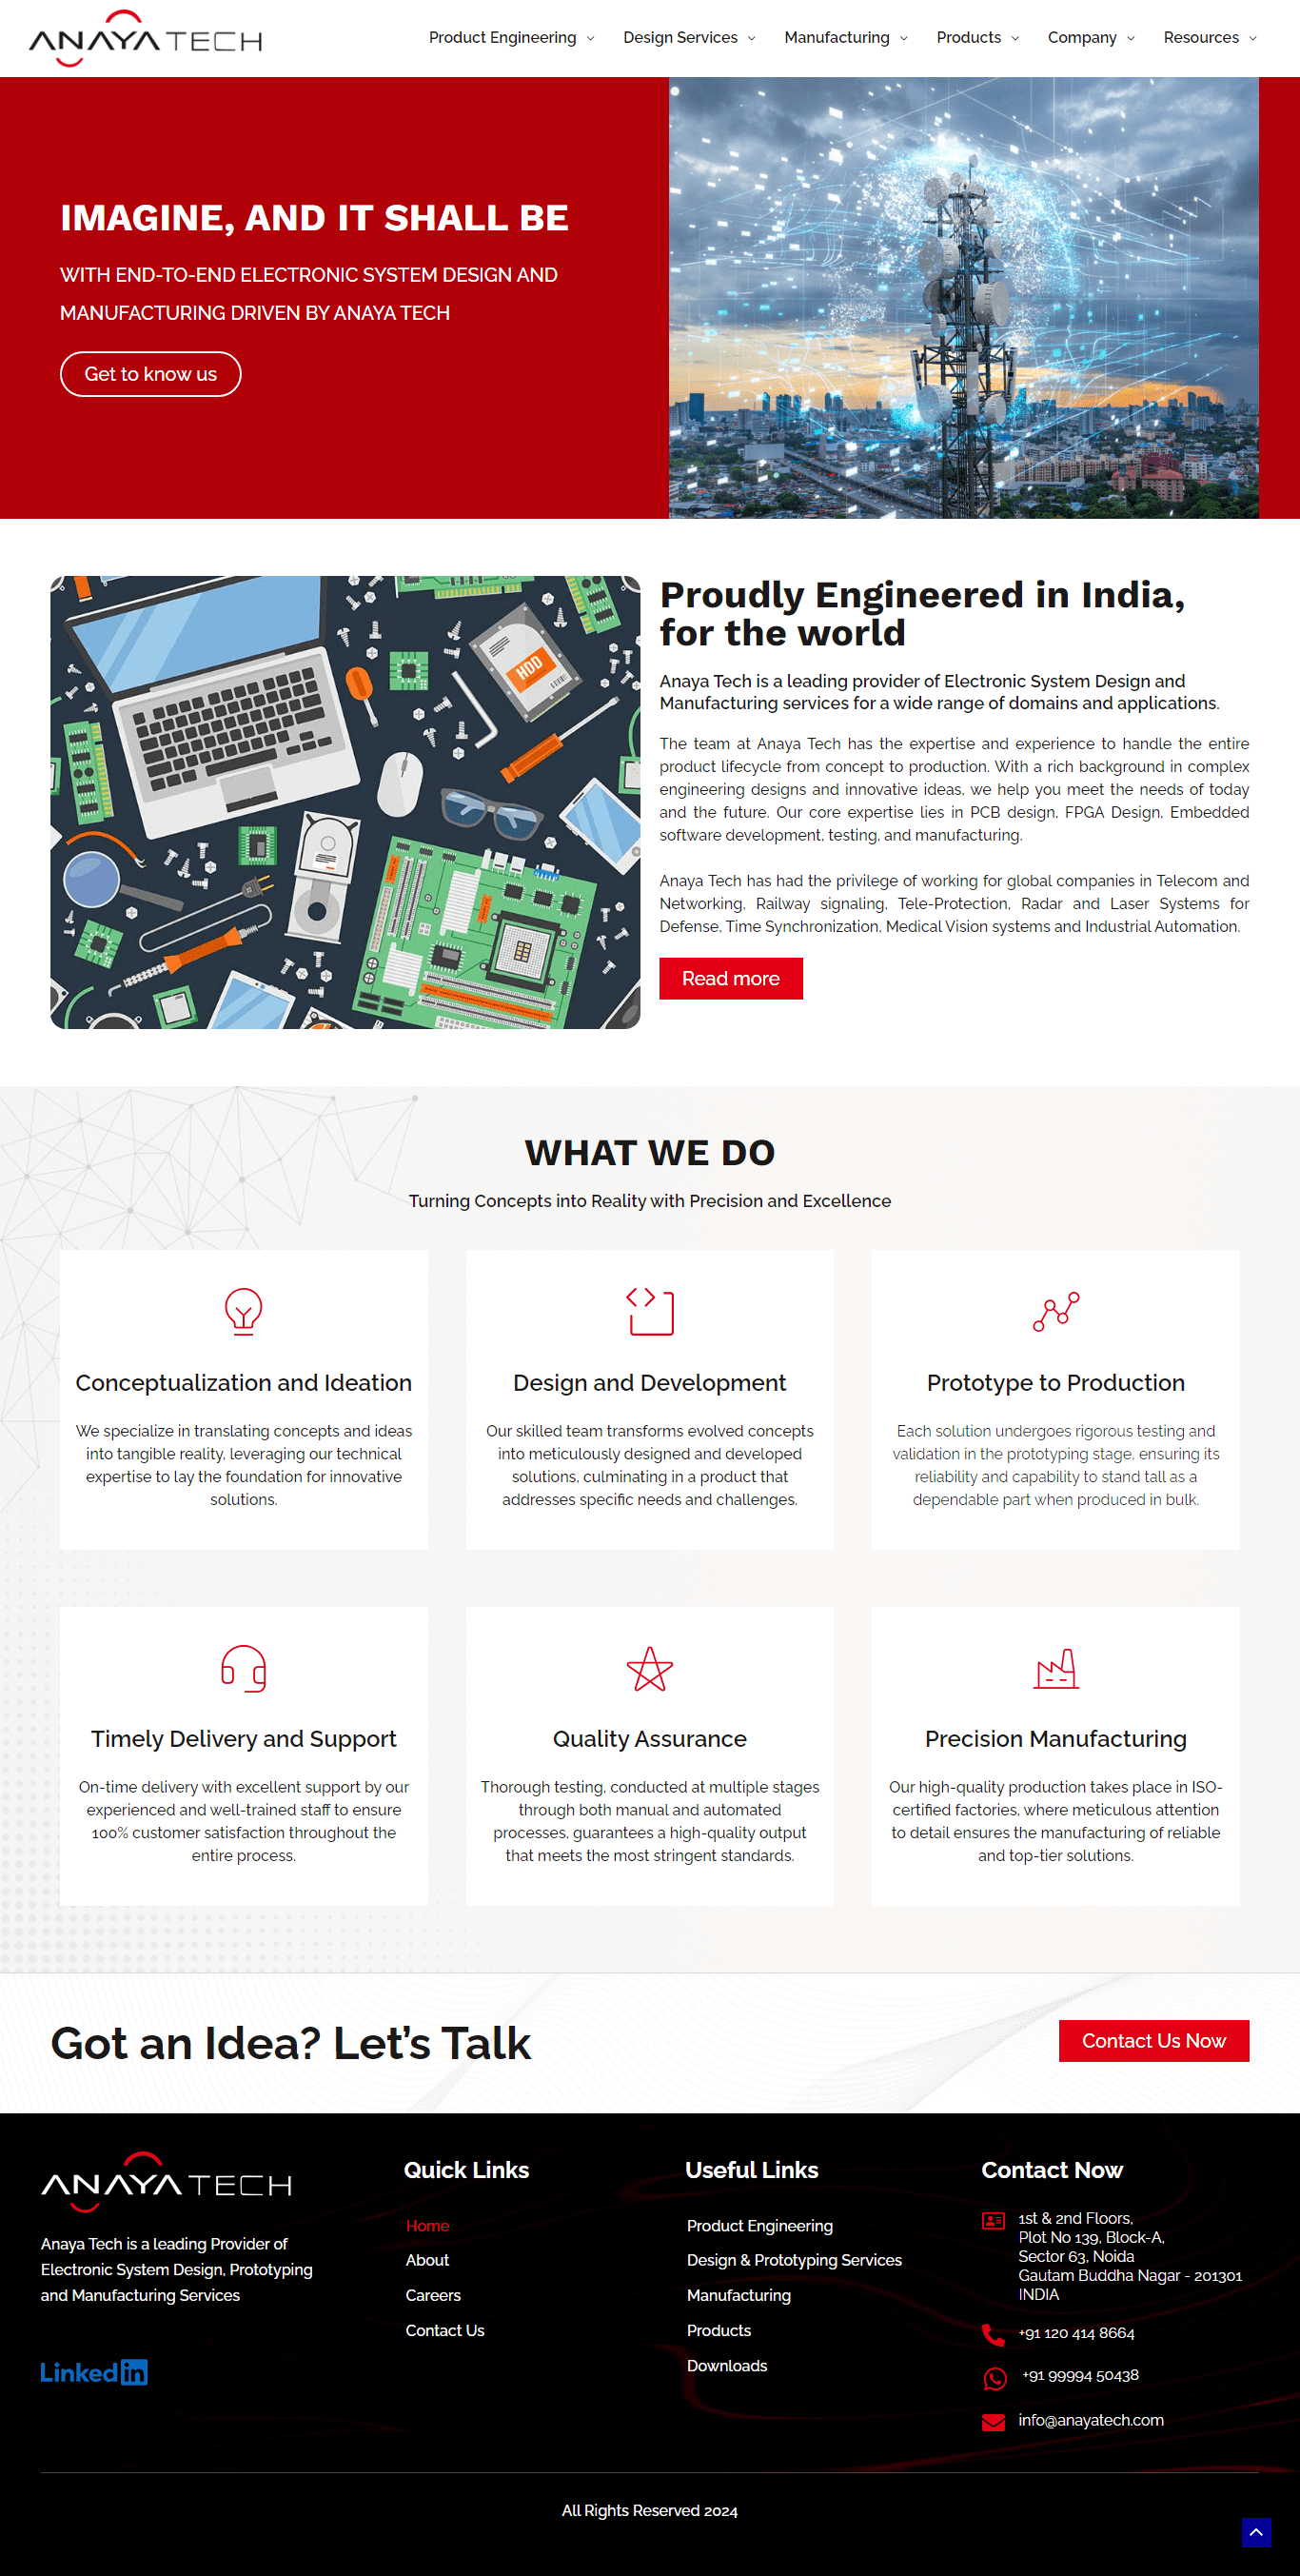 ANAYA TECH
Product Engineering
Design Services
Manufacturing
Products
Company
Resources
IMAGINE, AND IT SHALL BE
WITH END-TO-END ELECTRONIC SYSTEM DESIGN AND
MANUFACTURING DRIVEN BY ANAYA TECH
Get to know us
HDD
Proudly Engineered in India,
for the world
Anaya Tech is a leading provider of Electronic System Design and
Manufacturing services for a wide range of domains and applications.
The team at Anaya Tech has the expertise and experience to handle the entire
product lifecycle from concept to production. With a rich background in complex
engineering designs and innovative ideas, we help you meet the needs of today
and the future. Our core expertise lies in PCB design, FPGA Design, Embedded
software development, testing, and manufacturing.
Anaya Tech has had the privilege of working for global companies in Telecom and
Networking, Railway signaling, Tele-Protection, Radar and Laser Systems for
Defense, Time Synchronization, Medical Vision systems and Industrial Automation.
Read more
WHAT WE DO
Turning Concepts into Reality with Precision and Excellence
Conceptualization and Ideation
We specialize in translating concepts and ideas
into tangible reality, leveraging our technical
expertise to lay the foundation for innovative
solutions.
Design and Development
Our skilled team transforms evolved concepts
into meticulously designed and developed
solutions, culminating in a product that
addresses specific needs and challenges.
Prototype to Production
Each solution undergoes rigorous testing and
validation in the prototyping stage, ensuring its
reliability and capability to stand tall as a
dependable part when produced in bulk.
Timely Delivery and Support
On-time delivery with excellent support by our
experienced and well-trained staff to ensure
100% customer satisfaction throughout the
entire process.
Quality Assurance
Thorough testing, conducted at multiple stages
through both manual and automated
processes, guarantees a high-quality output
that meets the most stringent standards.
Precision Manufacturing
Our high-quality production takes place in ISO-
certified factories, where meticulous attention
to detail ensures the manufacturing of reliable
and top-tier solutions.
Got an Idea? Let’s Talk
Contact Us Now
ANAYA TECH
Anaya Tech is a Leading Provider of
Electronic System Design, Prototyping
and Manufacturing Services
Linkedin
Quick Links
Home
About
Careers
Contact Us
Useful Links
Product Engineering
Design & Prototyping Services
Manufacturing
Products
Downloads
Contact Now
1st & 2nd Floors,
Plot No 139, Block-A,
Sector 63, Noida
Gautam Buddha Nagar - 201301
INDIA
+91 120 414 8664
+91 99994 50438
info@anayatech.com
All Rights Reserved 2024